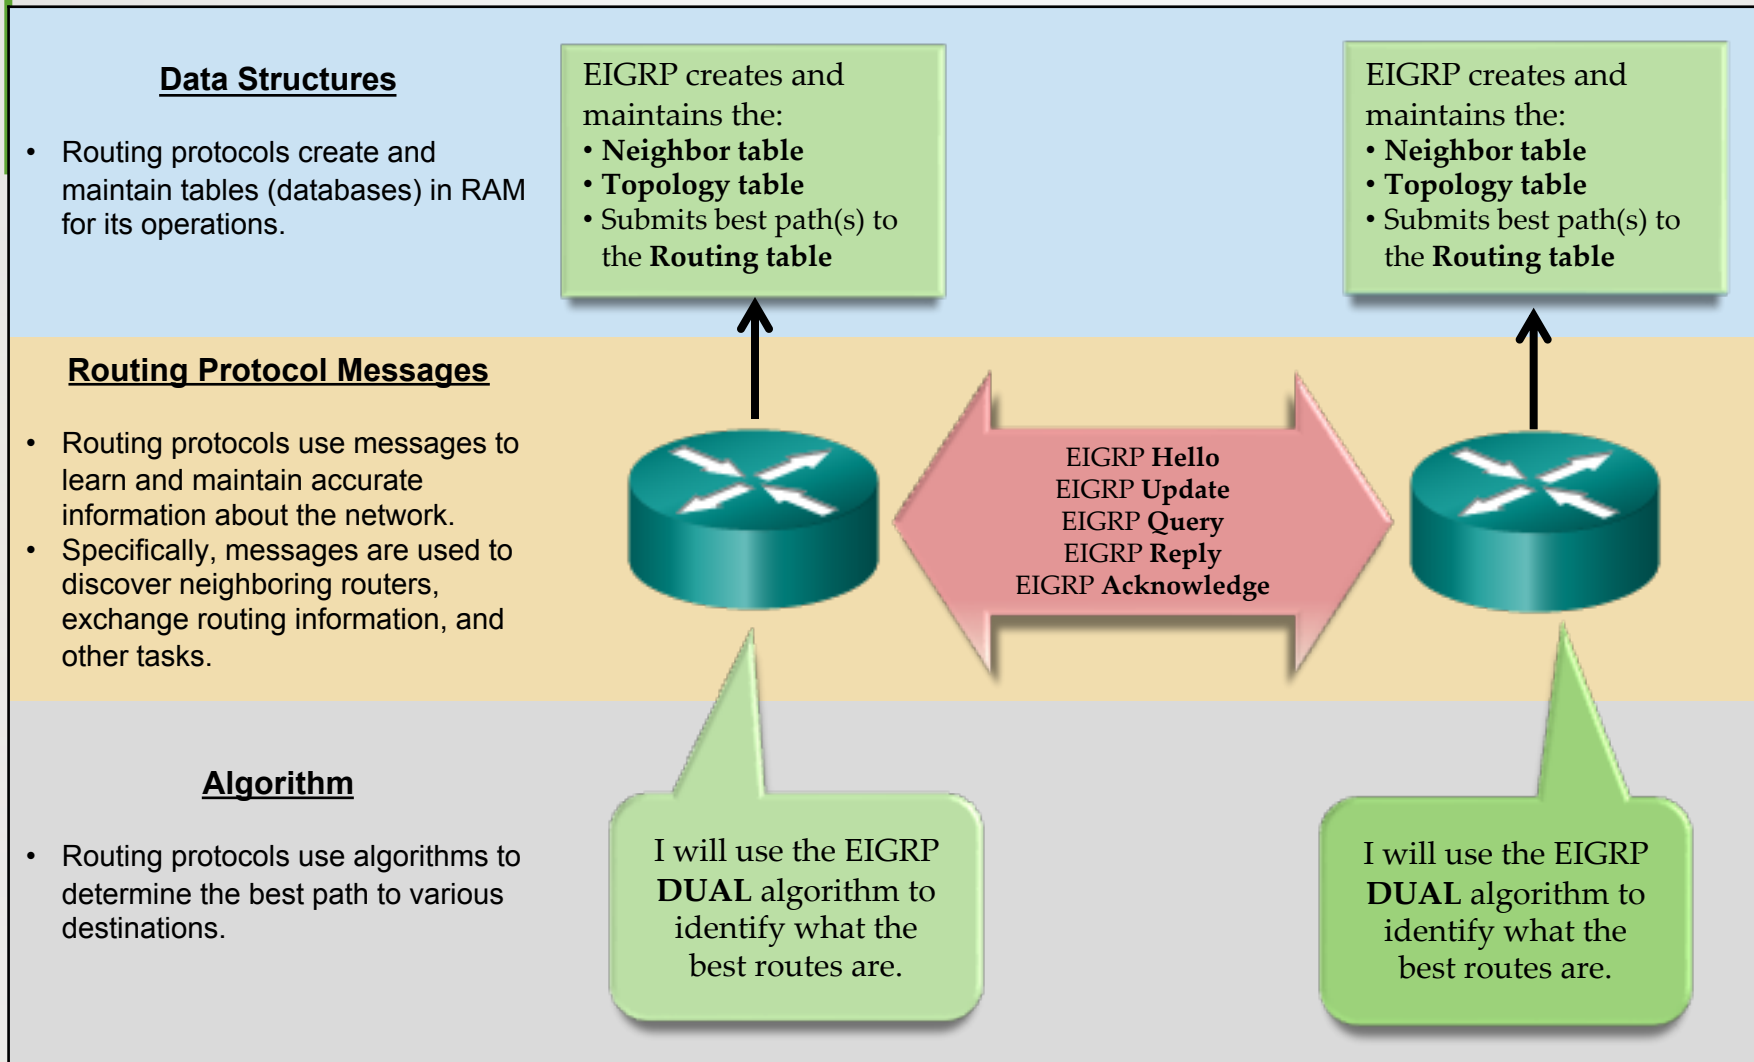 Data Structures
• Routing protocols create and
maintain tables (databases) in RAM
for its operations.
EIGRP creates and
maintains the:
• Neighbor table
• Topology table
• Submits best path(s) to
the Routing table
EIGRP creates and
maintains the:
• Neighbor table
• Topology table
• Submits best path(s) to
the Routing table
Routing Protocol Messages
• Routing protocols use messages to
learn and maintain accurate
information about the network.
• Specifically, messages are used to
discover neighboring routers,
exchange routing information, and
other tasks.
EIGRP Hello
EIGRP Update
EIGRP Query
EIGRP Reply
EIGRP Acknowledge
Algorithm
• Routing protocols use algorithms to
determine the best path to various
destinations.
I will use the EIGRP
DUAL algorithm to
identify what the
best routes are.
I will use the EIGRP
DUAL algorithm to
identify what the
best routes are.